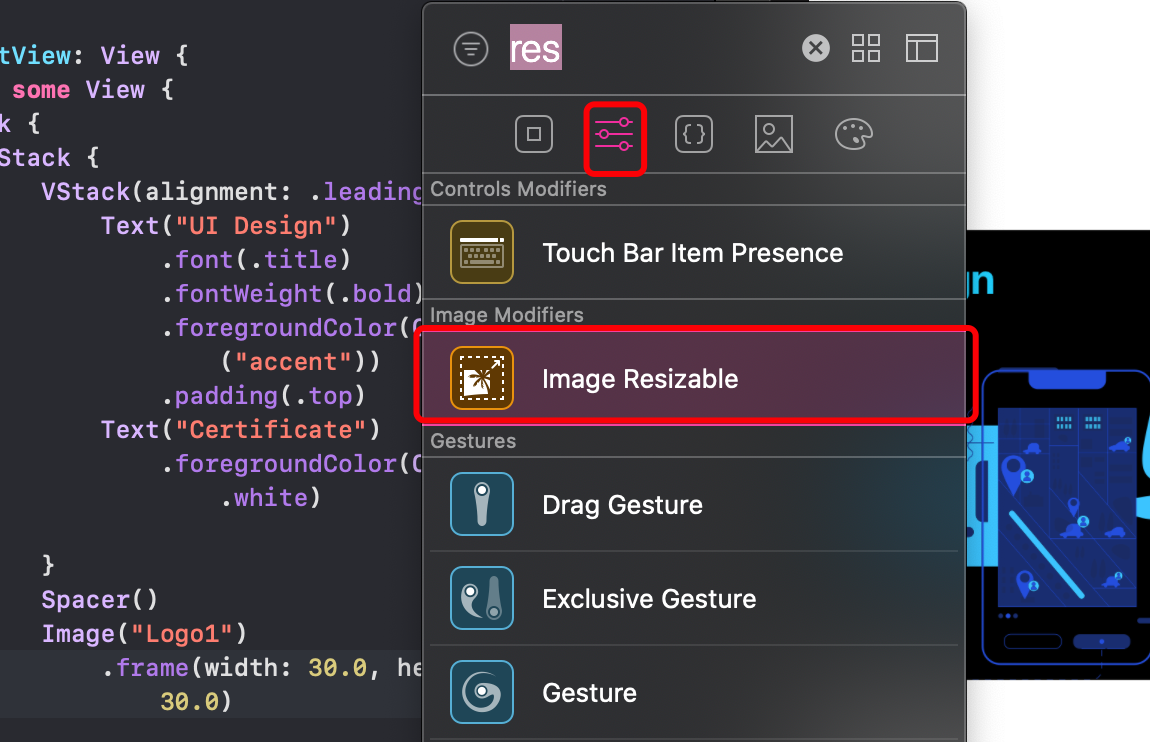 tView: View {
some View {
k {
Stack {
VStack(alignment: .leading
Text("UI Design")
.font(.title)
.fontWeight(.bold)
.foregroundColor(
("accent"))
.padding(.top)
Text("Certificate")
.foregroundColor(
.white)
}
Spacer()
Image("Logo1")
.frame(width: 30.0, he
30.0)
res
{}
Controls Modifiers
Touch Bar Item Presence
Image Modifiers
Image Resizable
Gestures
Drag Gesture
Exclusive Gesture
Gesture
gn